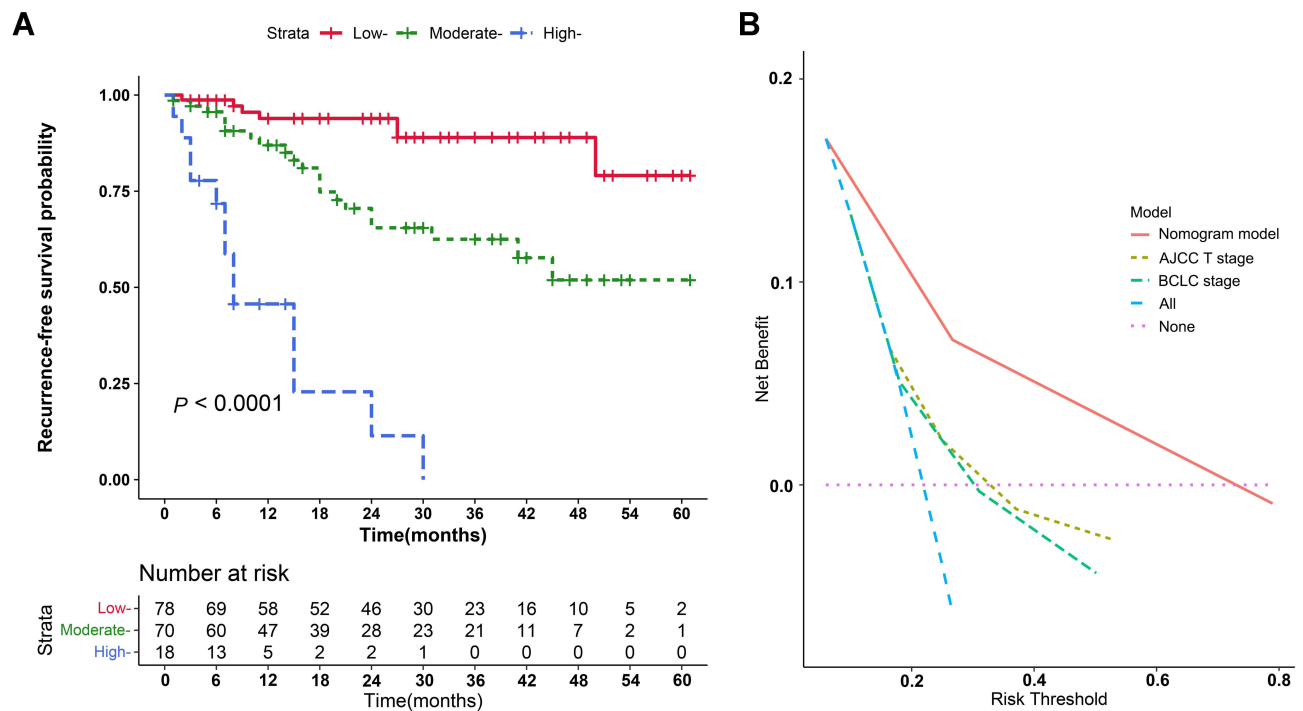 A
Strata Low- Moderate- High-
1.00
0.75
0.50
0.25
0.00
Recurrence-free survival probability
P < 0.0001
0 6 12 18 24 30 36 42 48 54 60
Time(months)
Number at risk
Strata
Low- 78 69 58 52 46 30 23 16 10 5 2
Moderate- 70 60 47 39 28 23 21 11 7 2 1
High- 18 13 5 2 2 1 0 0 0 0 0
0 6 12 18 24 30 36 42 48 54 60
Time(months)
B
0.2
0.1
0.0
Net Benefit
Model
Nomogram model
AJCC T stage
BCLC stage
All
None
0.2 0.4 0.6 0.8
Risk Threshold